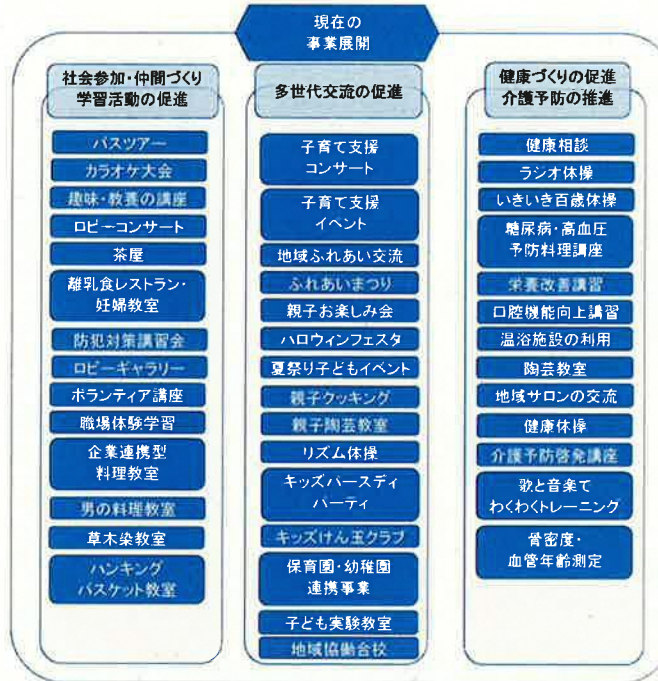 現在の
事業展開
社会参加・仲間づくり
学習活動の促進
バスツアー
カラオケ大会
趣味・教養の講座
ロビーコンサート
茶屋
離乳食レストラン・
妊婦教室
防犯対策講習会
ロビーギャラリー
ボランティア講座
職場体験学習
企業連携型
料理教室
男の料理教室
草木染教室
ハンキング
バスケット教室
多世代交流の促進
子育て支援
コンサート
子育て支援
イベント
地域ふれあい交流
ふれあいまつり
親子お楽しみ会
ハロウィンフェスタ
夏祭り子どもイベント
親子クッキング
親子陶芸教室
リズム体操
キッズバースディ
パーティ
キッズけん玉クラブ
保育園・幼稚園
連携事業
子ども実験教室
地域協働合校
健康づくりの促進
介護予防の推進
健康相談
ラジオ体操
いきいき百歳体操
糖尿病・高血圧
予防料理講座
栄養改善講習
口腔機能向上講習
温浴施設の利用
陶芸教室
地域サロンの交流
健康体操
介護予防啓発講座
歌と音楽で
わくわくトレーニング
骨密度・
血管年齢測定